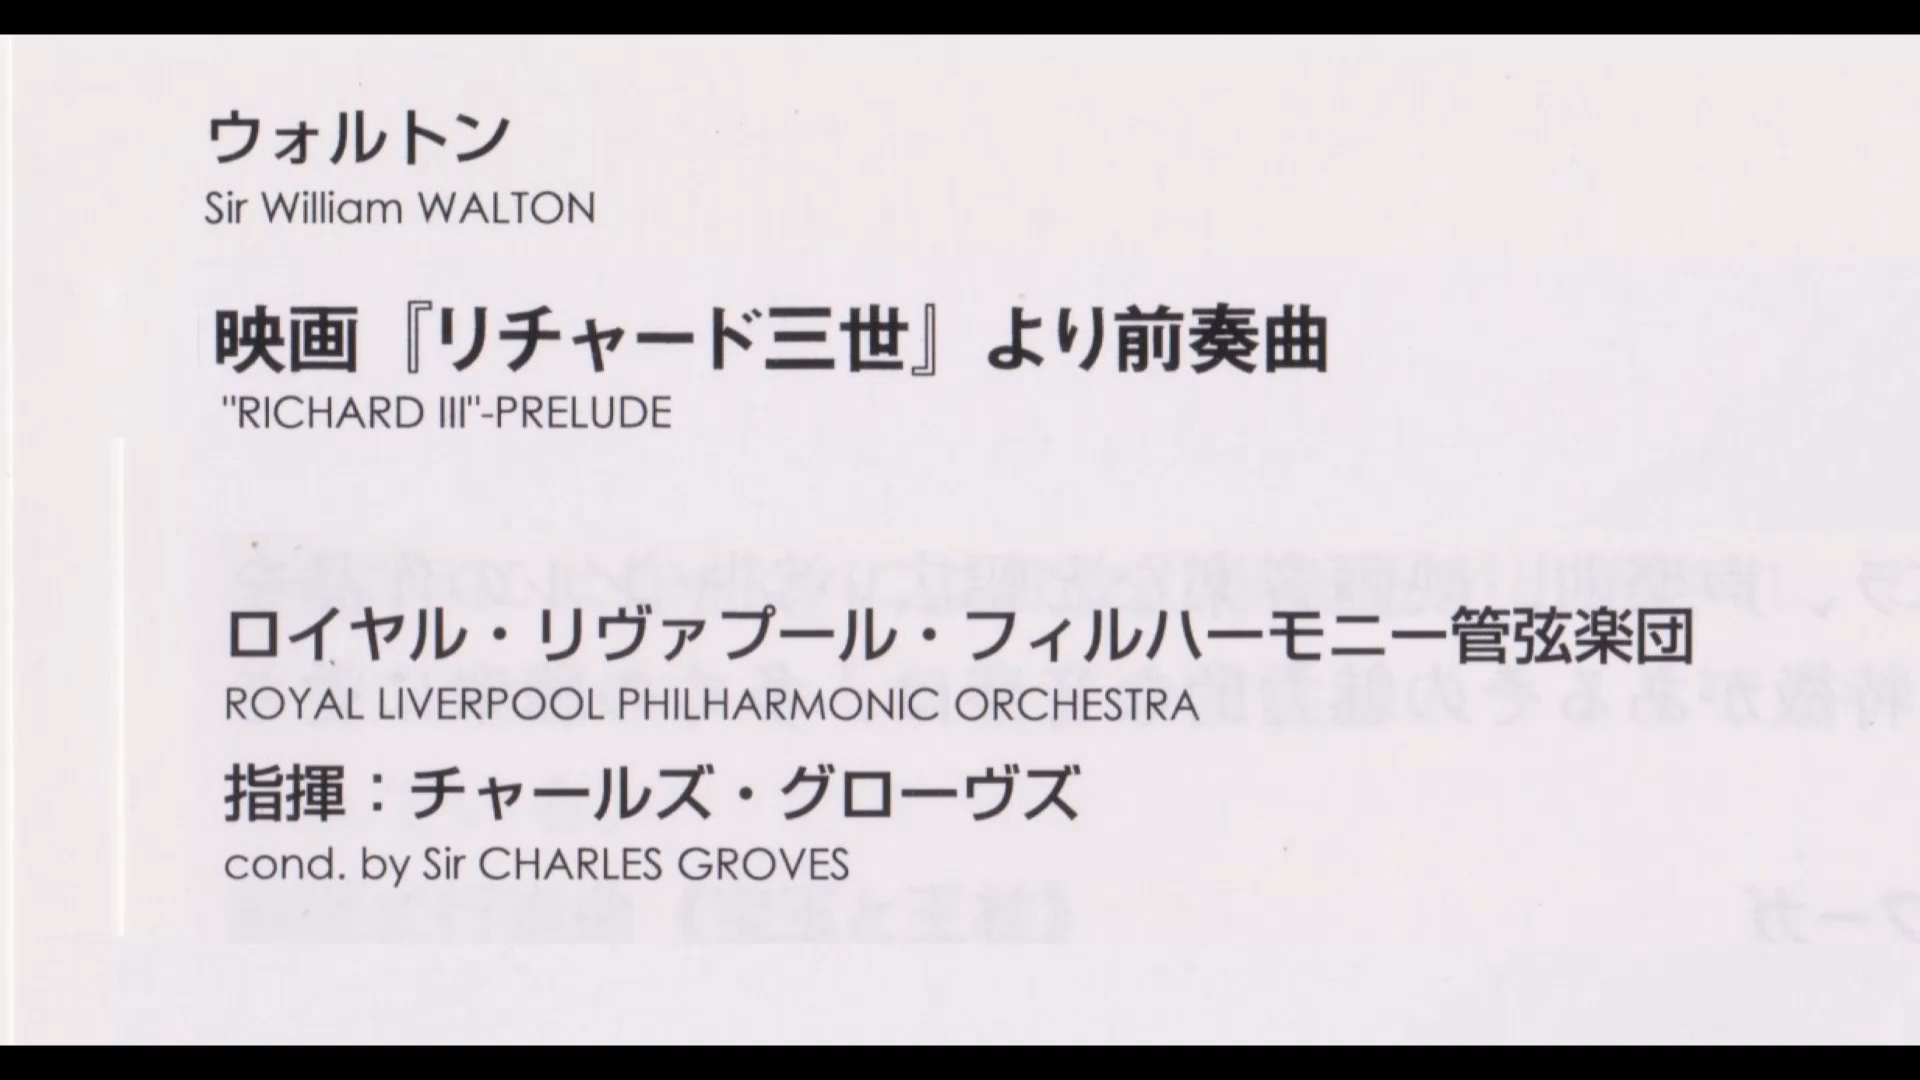 ウォルトン
Sir William WALTON
映画『リチャード三世』より前奏曲
"RICHARD III"-PRELUDE
ロイヤル・リヴァプール・フィルハーモニー管弦楽団
ROYAL LIVERPOOL PHILHARMONIC ORCHESTRA
指揮：チャールズ・グローヴズ
cond. by Sir CHARLES GROVES